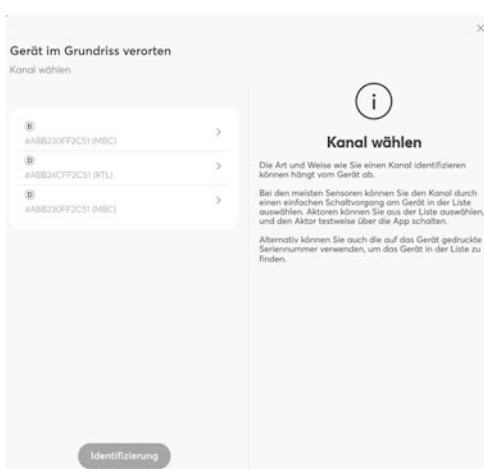 Gerät im Grundriss verorten
Kanal wählen
B
#ABB230FF2C51 (MBC)
D
#ABB24CFF2C51 (RTL)
D
#ABB230FF2C51 (MBC)
Identifizierung
i
Kanal wählen
Die Art und Weise wie Sie einen Kanal identifizieren
können hängt vom Gerät ab.
Bei den meisten Sensoren können Sie den Kanal durch
einen einfachen Schaltvorgang am Gerät in der Liste
auswählen. Aktoren können Sie aus der Liste auswählen,
und den Aktor testweise über die App schalten.
Alternativ können Sie auch die auf das Gerät gedruckte
Seriennummer verwenden, um das Gerät in der Liste zu
finden.